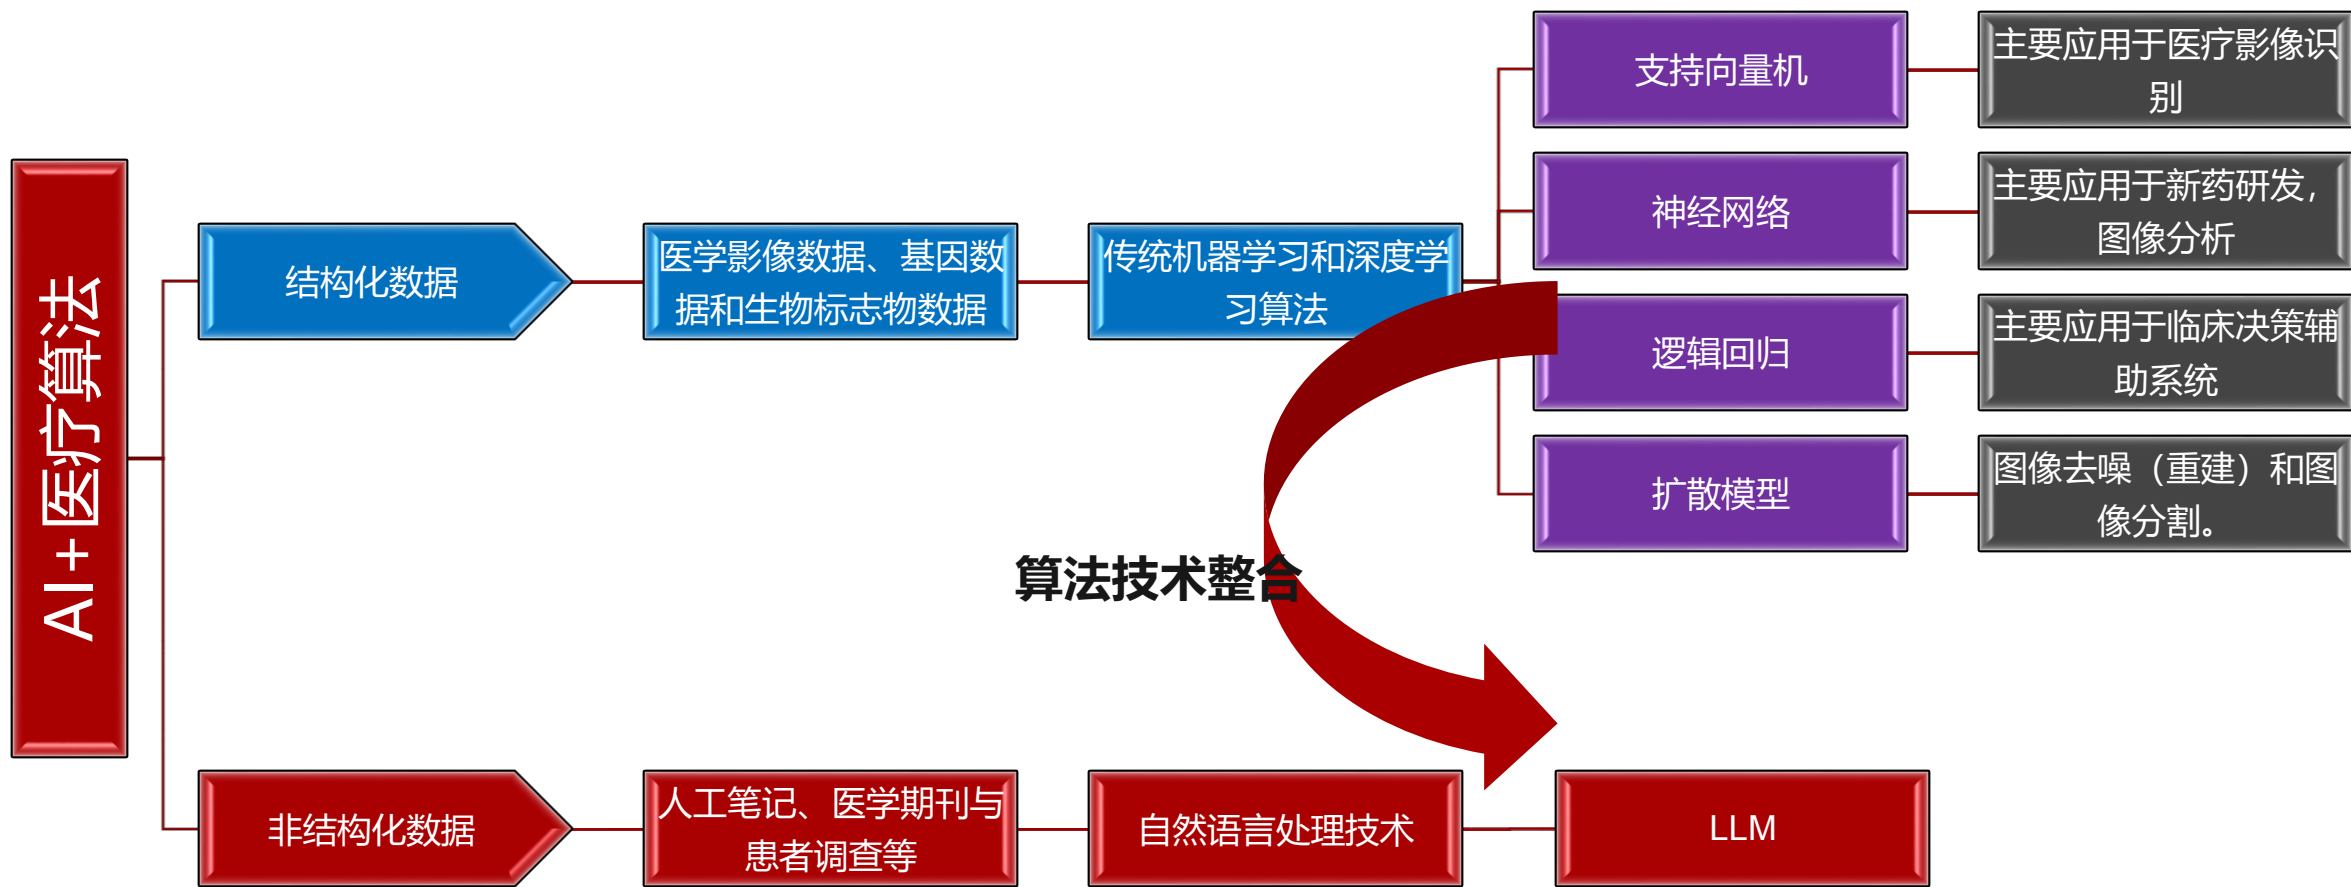 AI+医疗算法
结构化数据
医学影像数据、基因数
据和生物标志物数据
传统机器学习和深度学
习算法
支持向量机
主要应用于医疗影像识
别
神经网络
主要应用于新药研发，
图像分析
逻辑回归
主要应用于临床决策辅
助系统
扩散模型
图像去噪（重建）和图
像分割。
算法技术整合
非结构化数据
人工笔记、医学期刊与
患者调查等
自然语言处理技术
LLM